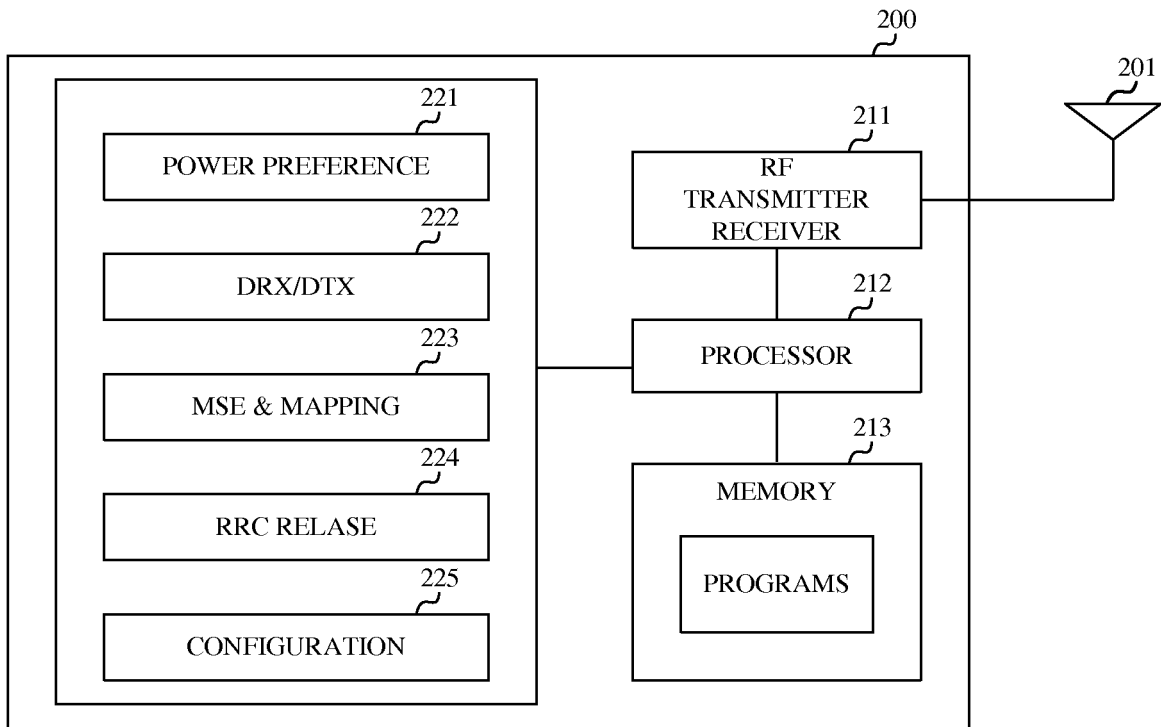 200
201
221
POWER PREFERENCE
222
DRX/DTX
223
MSE & MAPPING
224
RRC RELASE
225
CONFIGURATION
211
RF
TRANSMITTER
RECEIVER
212
PROCESSOR
213
MEMORY
PROGRAMS